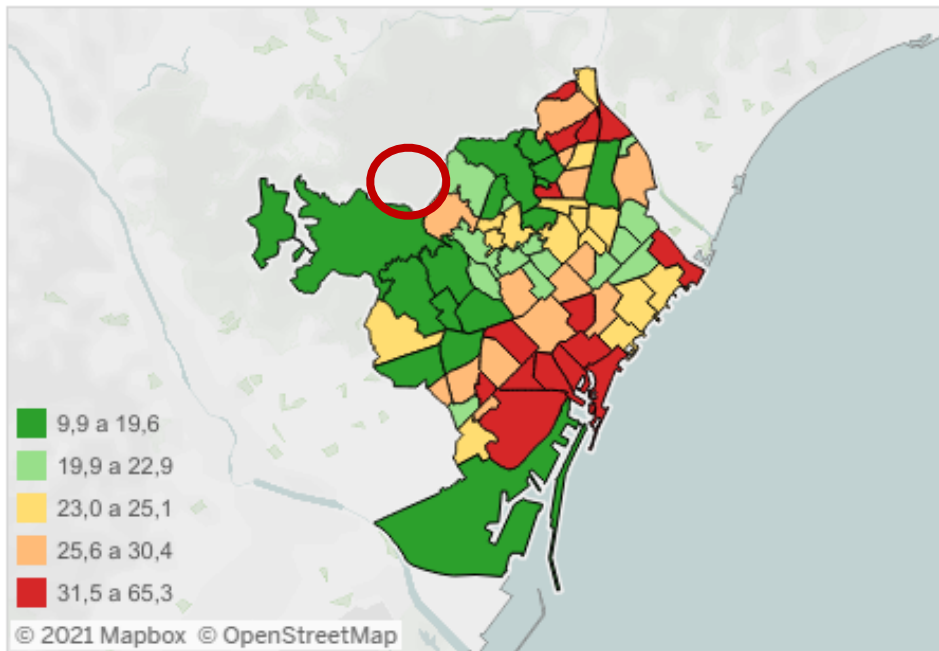 9,9 a 19,6
19,9 a 22,9
23,0 a 25,1
25,6 a 30,4
31,5 a 65,3
© 2021 Mapbox © OpenStreetMap